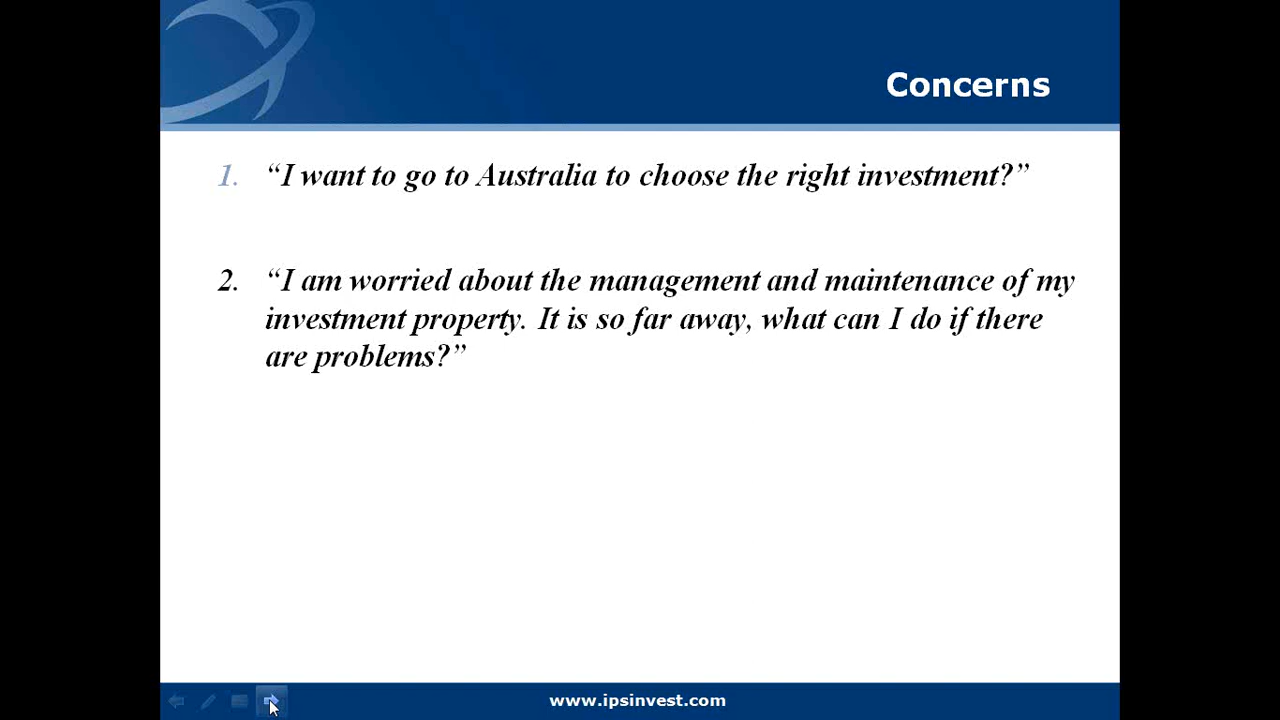 Concerns
1. “I want to go to Australia to choose the right investment?”
2. “I am worried about the management and maintenance of my
investment property. It is so far away, what can I do if there
are problems?”
www.ipsinvest.com